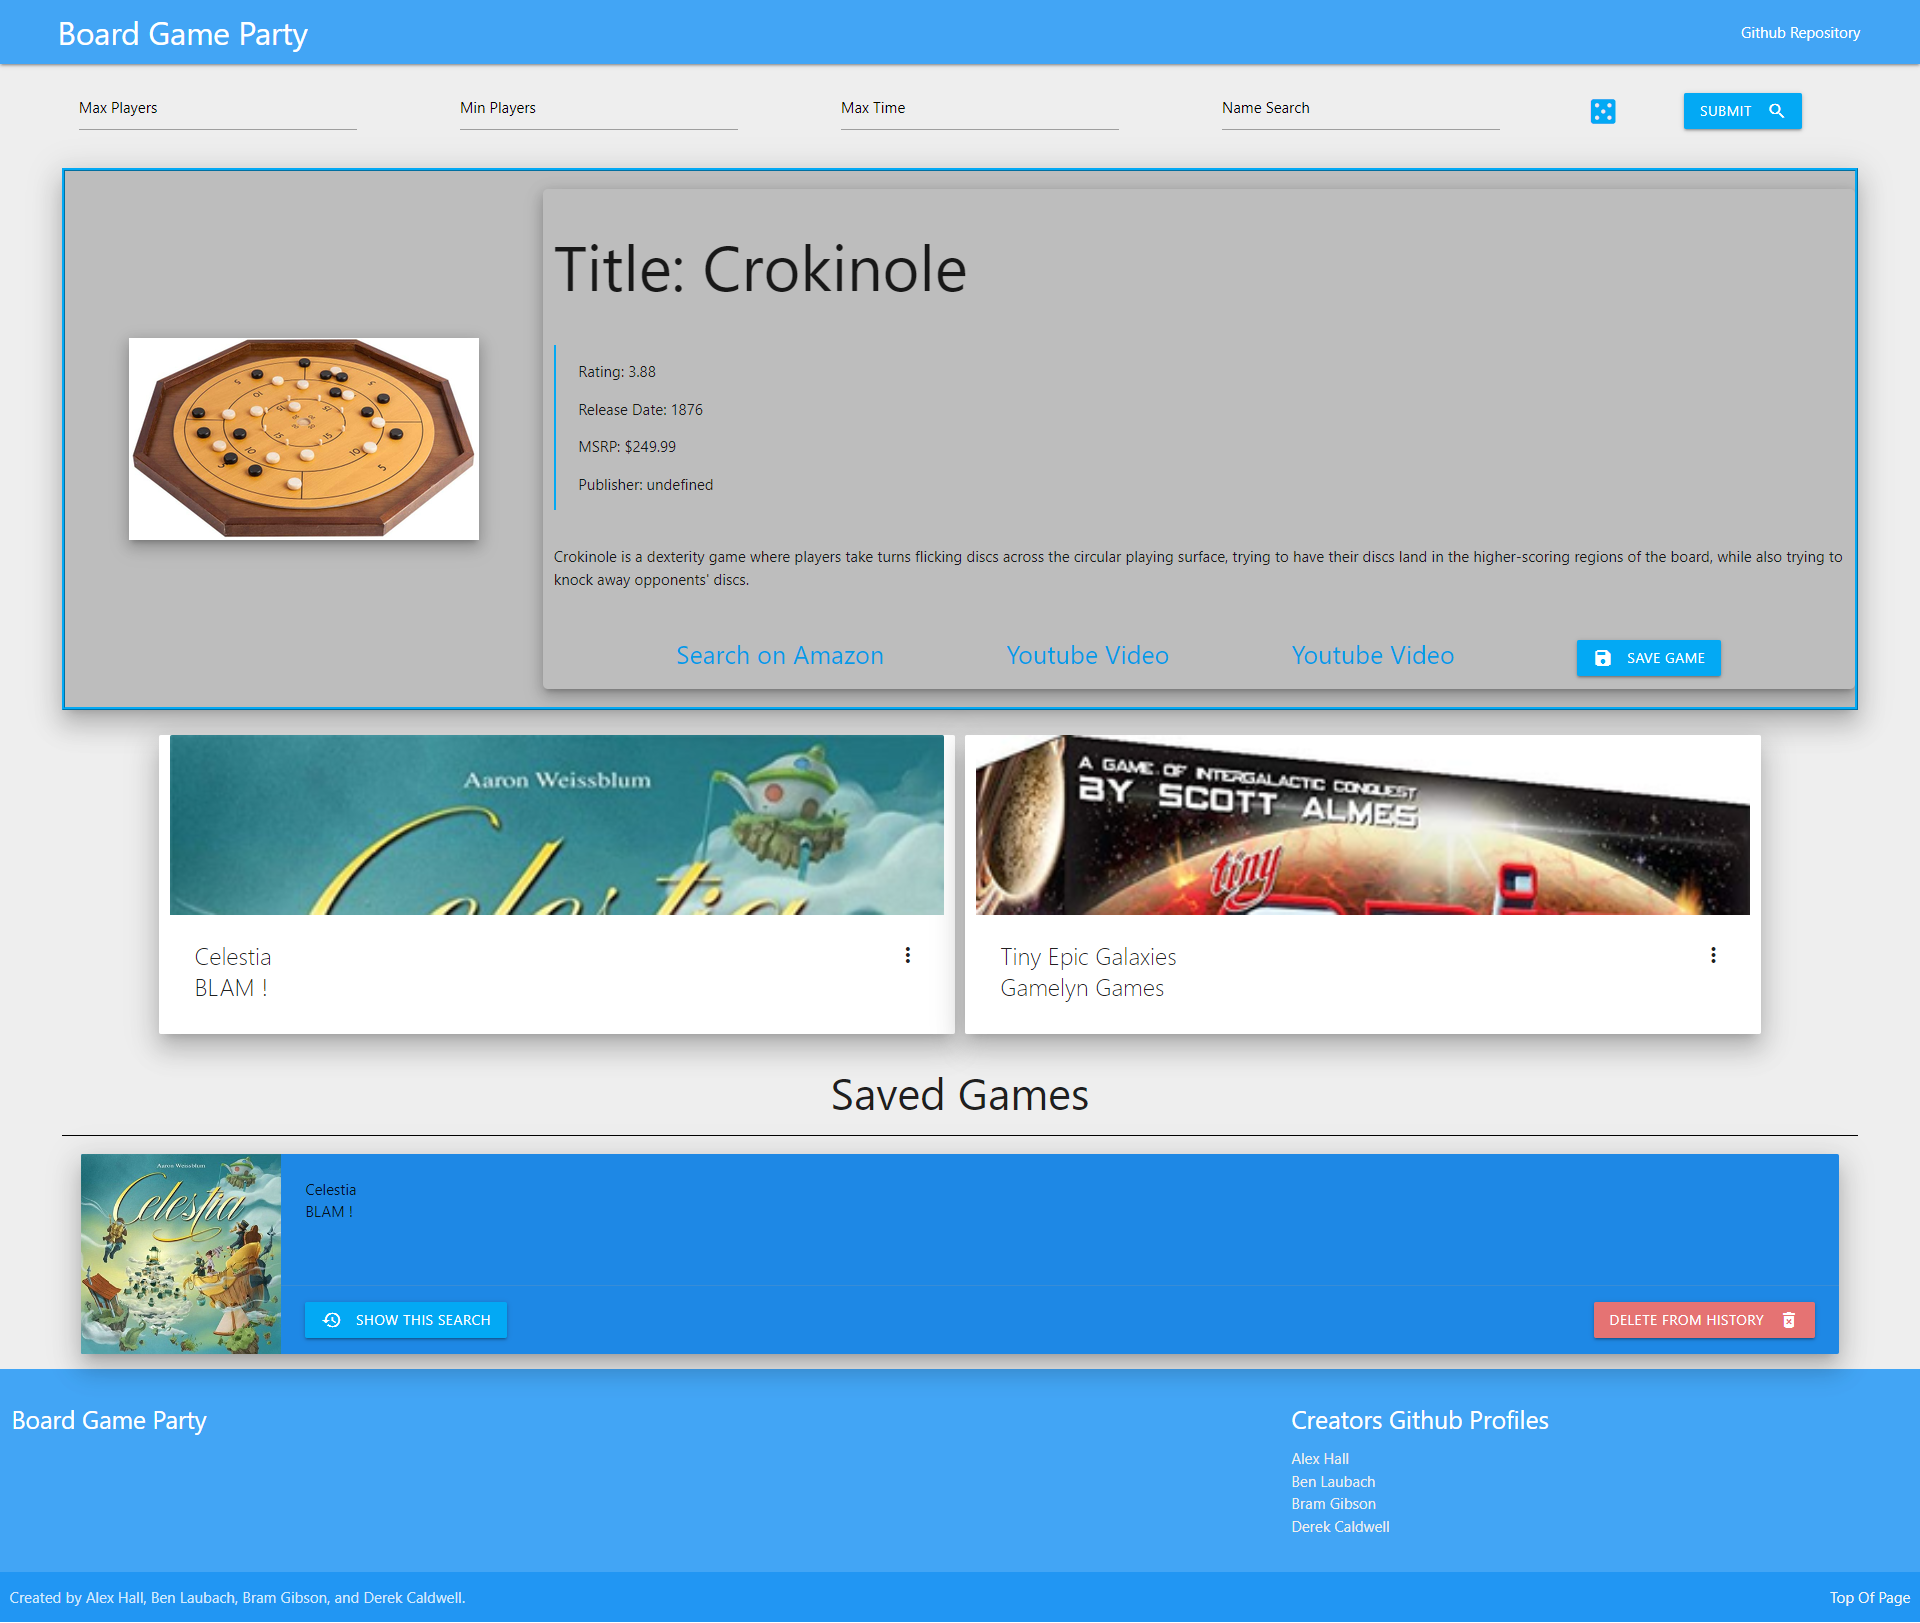 Board Game Party
Github Repository
Max Players
Min Players
Max Time
Name Search
SUBMIT
Title: Crokinole
Rating: 3.88
Release Date: 1876
MSRP: $249.99
Publisher: undefined
Crokinole is a dexterity game where players take turns flicking discs across the circular playing surface, trying to have their discs land in the higher-scoring regions of the board, while also trying to
knock away opponents' discs.
Search on Amazon
Youtube Video
Youtube Video
SAVE GAME
Aaron Weissblum
Celestia
A GAME OF INTERGALACTIC CONQUEST
BY SCOTT ALMES
tiny
Celestia
BLAM !
Tiny Epic Galaxies
Gamelyn Games
Saved Games
Aaron Weissblum
Celestia
Celestia
BLAM !
SHOW THIS SEARCH
DELETE FROM HISTORY
Board Game Party
Creators Github Profiles
Alex Hall
Ben Laubach
Bram Gibson
Derek Caldwell
Created by Alex Hall, Ben Laubach, Bram Gibson, and Derek Caldwell.
Top Of Page